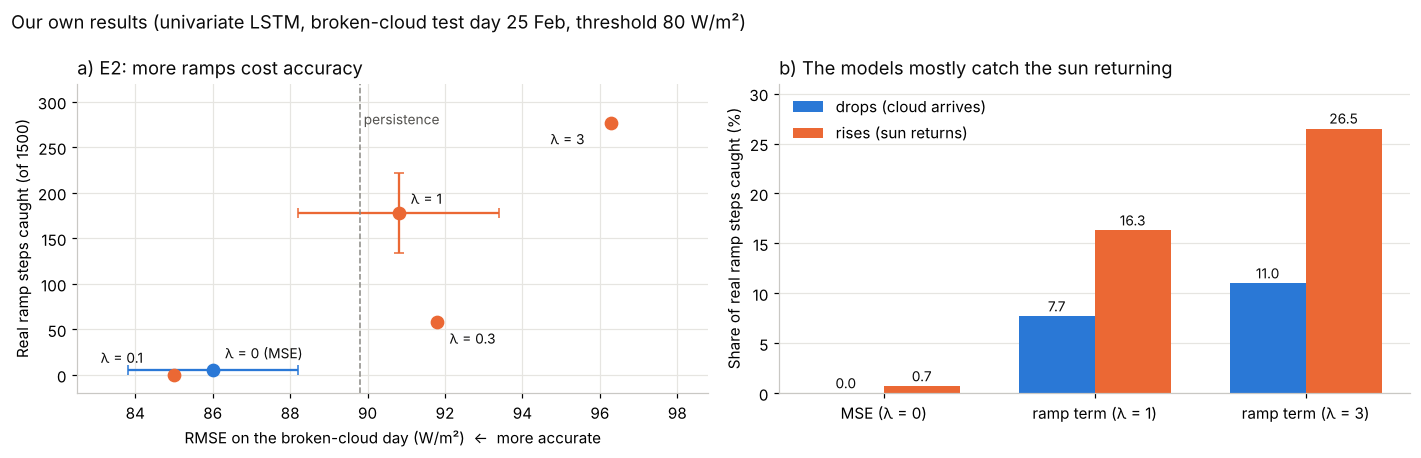 Our own results (univariate LSTM, broken-cloud test day 25 Feb, threshold 80 W/m²)
a) E2: more ramps cost accuracy
Real ramp steps caught (of 1500)
300
250
200
150
100
50
0
persistence
λ = 3
λ = 1
λ = 0.3
λ = 0.1
λ = 0 (MSE)
84
86
88
90
92
94
96
98
RMSE on the broken-cloud day (W/m²) ← more accurate
b) The models mostly catch the sun returning
Share of real ramp steps caught (%)
30
25
20
15
10
5
0
drops (cloud arrives)
rises (sun returns)
0.0
0.7
7.7
16.3
11.0
26.5
MSE (λ = 0)
ramp term (λ = 1)
ramp term (λ = 3)